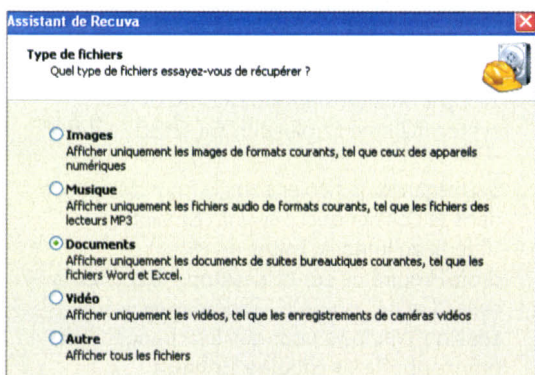 Assistant de Recuva
Type de fichiers
Quel type de fichiers essayez-vous de récupérer ?
Images
Afficher uniquement les images de formats courants, tel que ceux des appareils
numériques
Musique
Afficher uniquement les fichiers audio de formats courants, tel que les fichiers des
lecteurs MP3
Documents
Afficher uniquement les documents de suites bureautiques courantes, tel que les
fichiers Word et Excel.
Vidéo
Afficher uniquement les vidéos, tel que les enregistrements de caméras vidéos
Autre
Afficher tous les fichiers